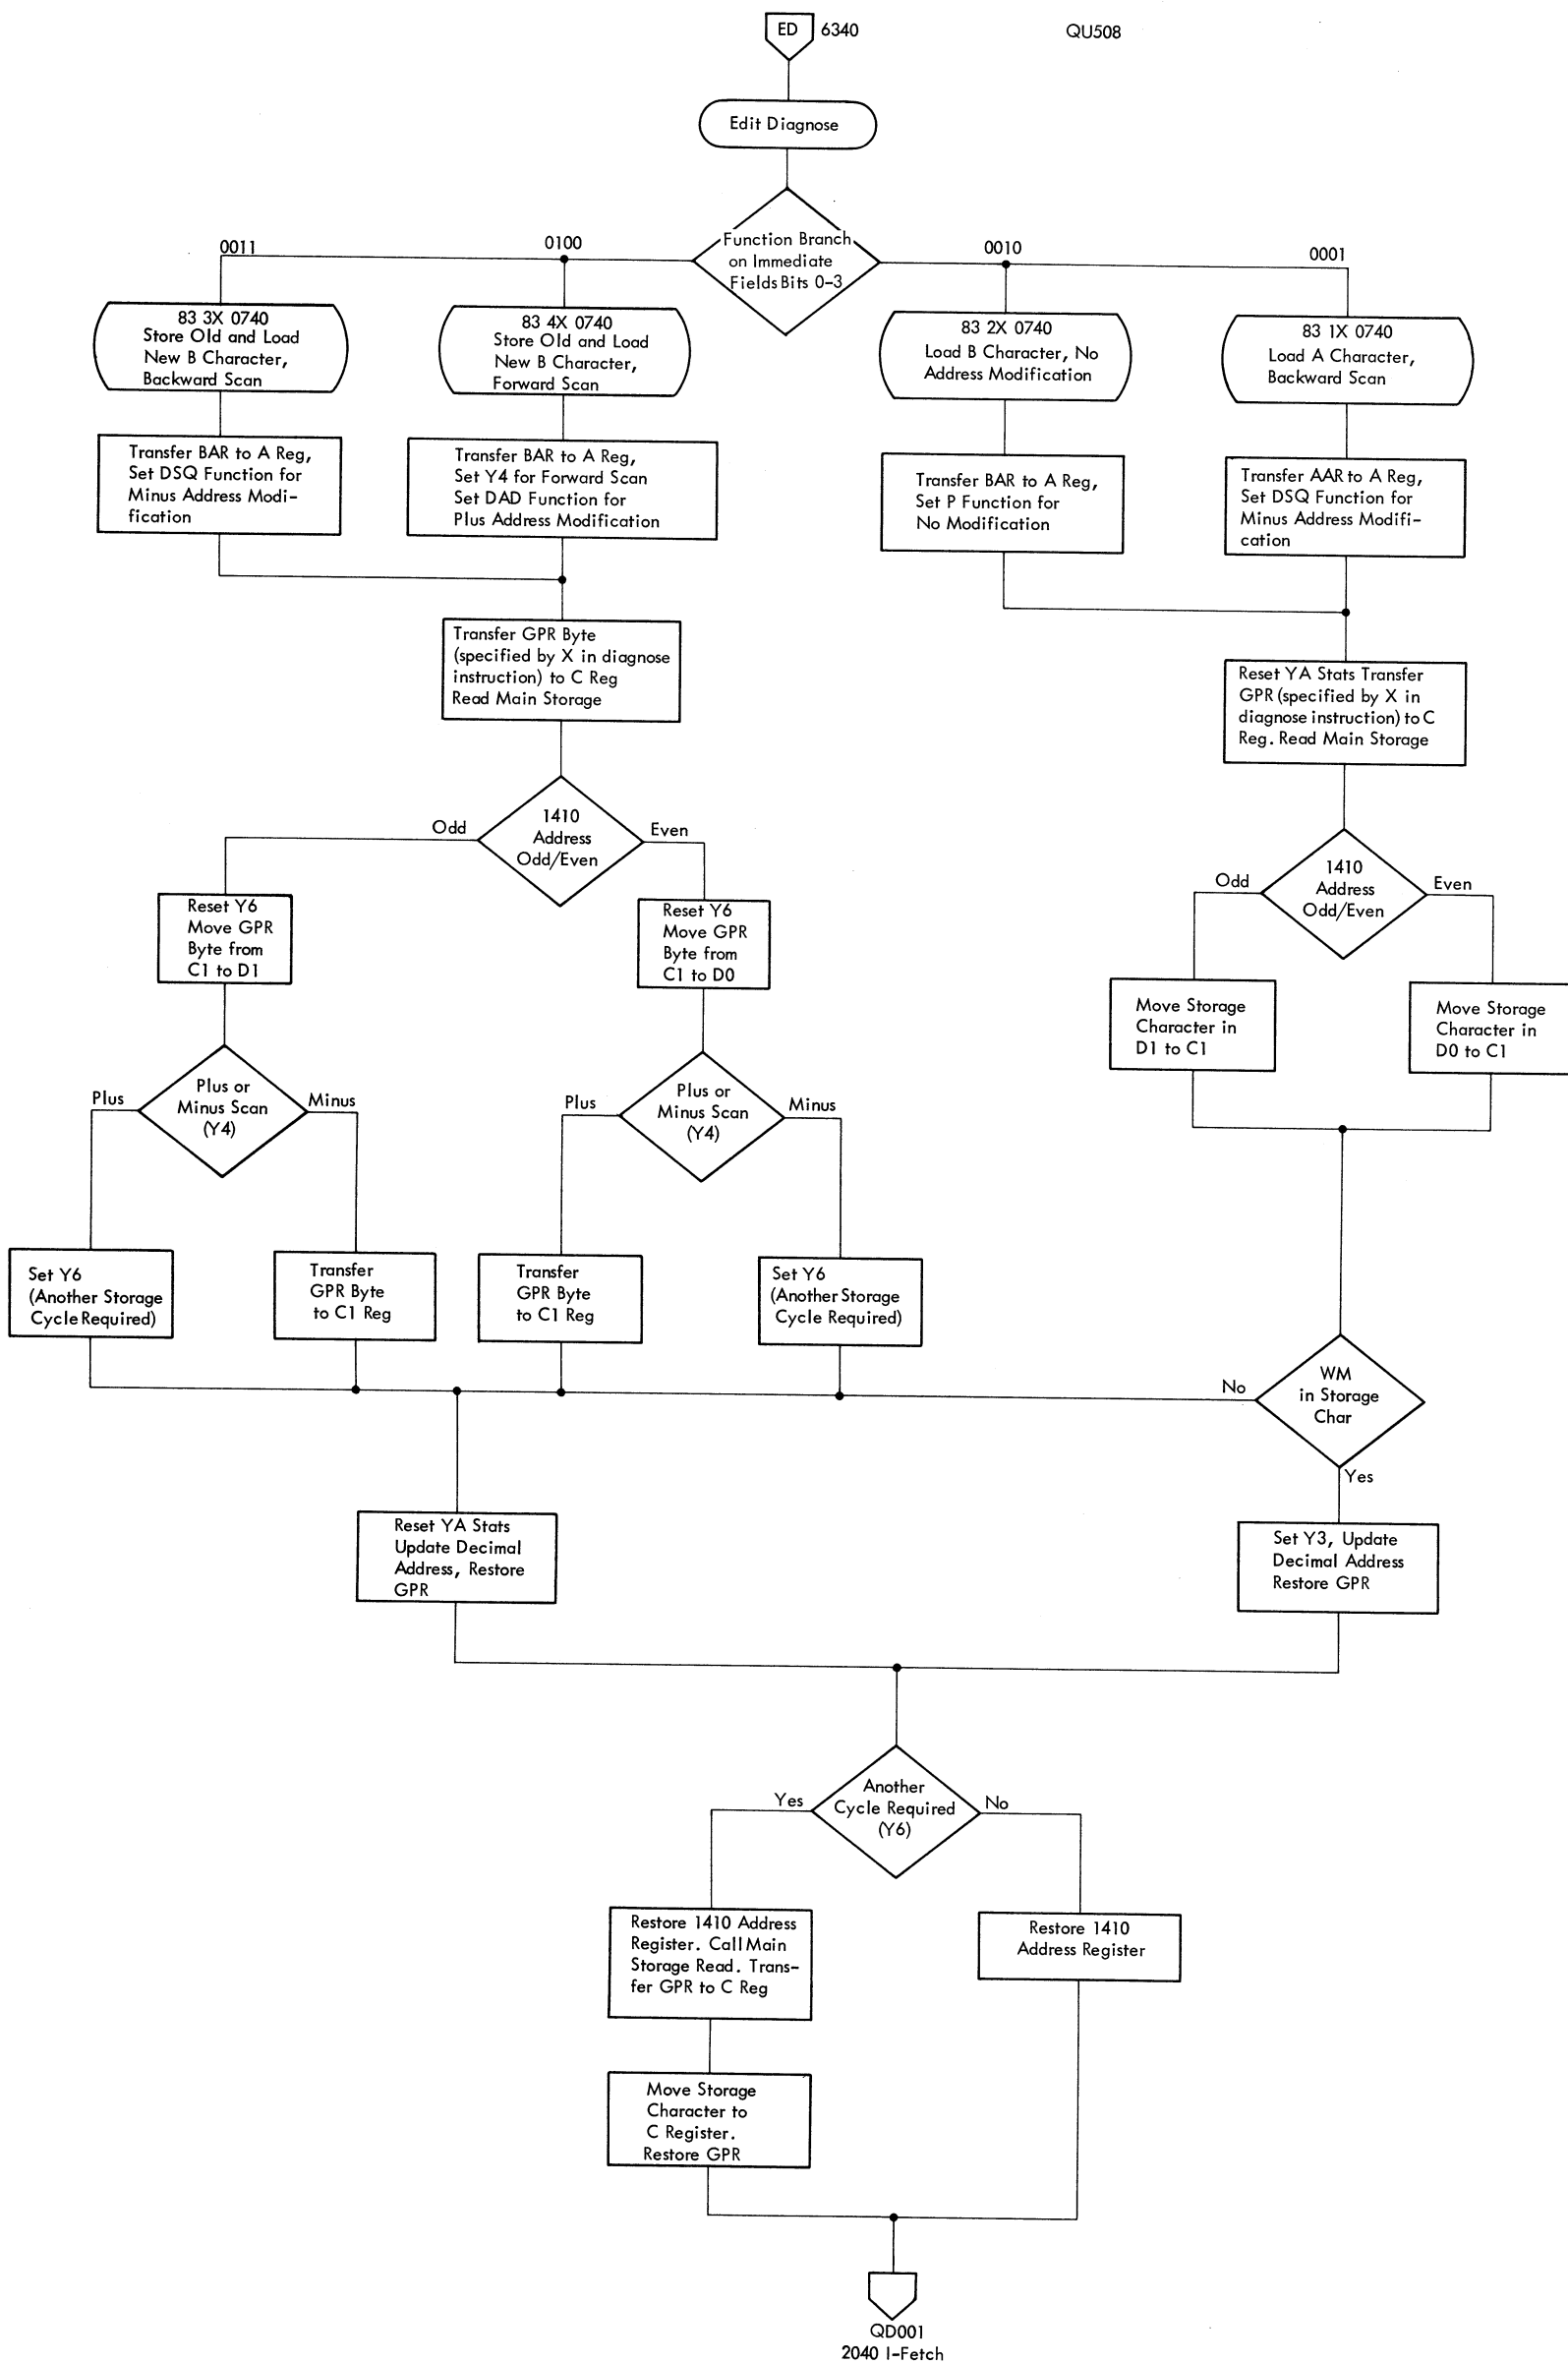 ED 6340
QU508
Edit Diagnose
Function Branch
on Immediate
Fields Bits 0-3
0011
0100
0010
0001
83 3X 0740
Store Old and Load
New B Character,
Backward Scan
83 4X 0740
Store Old and Load
New B Character,
Forward Scan
83 2X 0740
Load B Character, No
Address Modification
83 1X 0740
Load A Character,
Backward Scan
Transfer BAR to A Reg,
Set DSQ Function for
Minus Address Modi-
fication
Transfer BAR to A Reg,
Set Y4 for Forward Scan
Set DAD Function for
Plus Address Modification
Transfer BAR to A Reg,
Set P Function for
No Modification
Transfer AAR to A Reg,
Set DSQ Function for
Minus Address Modifi-
cation
Transfer GPR Byte
(specified by X in diagnose
instruction) to C Reg
Read Main Storage
Reset YA Stats Transfer
GPR (specified by X in
diagnose instruction) to C
Reg. Read Main Storage
Odd
1410
Address
Odd/Even
Even
Odd
1410
Address
Odd/Even
Even
Reset Y6
Move GPR
Byte from
C1 to D1
Reset Y6
Move GPR
Byte from
C1 to D0
Move Storage
Character in
D1 to C1
Move Storage
Character in
D0 to C1
Plus
Plus or
Minus Scan
(Y4)
Minus
Plus
Plus or
Minus Scan
(Y4)
Minus
Set Y6
(Another Storage
Cycle Required)
Transfer
GPR Byte
to C1 Reg
Transfer
GPR Byte
to C1 Reg
Set Y6
(Another Storage
Cycle Required)
No
WM
in Storage
Char
Yes
Reset YA Stats
Update Decimal
Address, Restore
GPR
Set Y3, Update
Decimal Address
Restore GPR
Yes
Another
Cycle Required
(Y6)
No
Restore 1410 Address
Register. Call Main
Storage Read. Trans-
fer GPR to C Reg
Restore 1410
Address Register
Move Storage
Character to
C Register.
Restore GPR
QD001
2040 I-Fetch